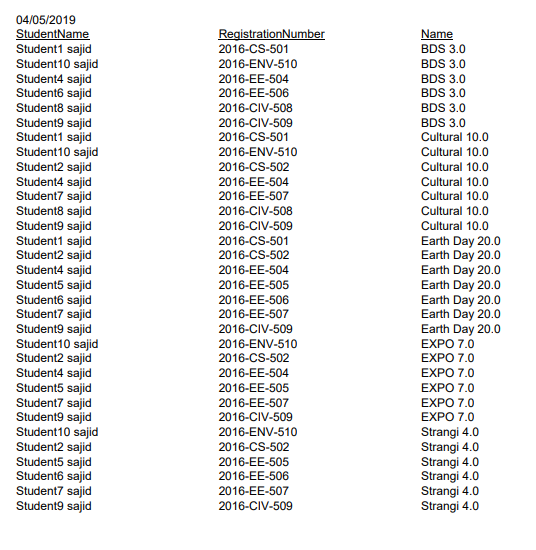 04/05/2019
StudentName RegistrationNumber Name
Student1 sajid 2016-CS-501 BDS 3.0
Student10 sajid 2016-ENV-510 BDS 3.0
Student4 sajid 2016-EE-504 BDS 3.0
Student6 sajid 2016-EE-506 BDS 3.0
Student8 sajid 2016-CIV-508 BDS 3.0
Student9 sajid 2016-CIV-509 BDS 3.0
Student1 sajid 2016-CS-501 Cultural 10.0
Student10 sajid 2016-ENV-510 Cultural 10.0
Student2 sajid 2016-CS-502 Cultural 10.0
Student4 sajid 2016-EE-504 Cultural 10.0
Student7 sajid 2016-EE-507 Cultural 10.0
Student8 sajid 2016-CIV-508 Cultural 10.0
Student9 sajid 2016-CIV-509 Cultural 10.0
Student1 sajid 2016-CS-501 Earth Day 20.0
Student2 sajid 2016-CS-502 Earth Day 20.0
Student4 sajid 2016-EE-504 Earth Day 20.0
Student5 sajid 2016-EE-505 Earth Day 20.0
Student6 sajid 2016-EE-506 Earth Day 20.0
Student7 sajid 2016-EE-507 Earth Day 20.0
Student9 sajid 2016-CIV-509 Earth Day 20.0
Student10 sajid 2016-ENV-510 EXPO 7.0
Student2 sajid 2016-CS-502 EXPO 7.0
Student4 sajid 2016-EE-504 EXPO 7.0
Student5 sajid 2016-EE-505 EXPO 7.0
Student7 sajid 2016-EE-507 EXPO 7.0
Student9 sajid 2016-CIV-509 EXPO 7.0
Student10 sajid 2016-ENV-510 Strangi 4.0
Student2 sajid 2016-CS-502 Strangi 4.0
Student5 sajid 2016-EE-505 Strangi 4.0
Student6 sajid 2016-EE-506 Strangi 4.0
Student7 sajid 2016-EE-507 Strangi 4.0
Student9 sajid 2016-CIV-509 Strangi 4.0